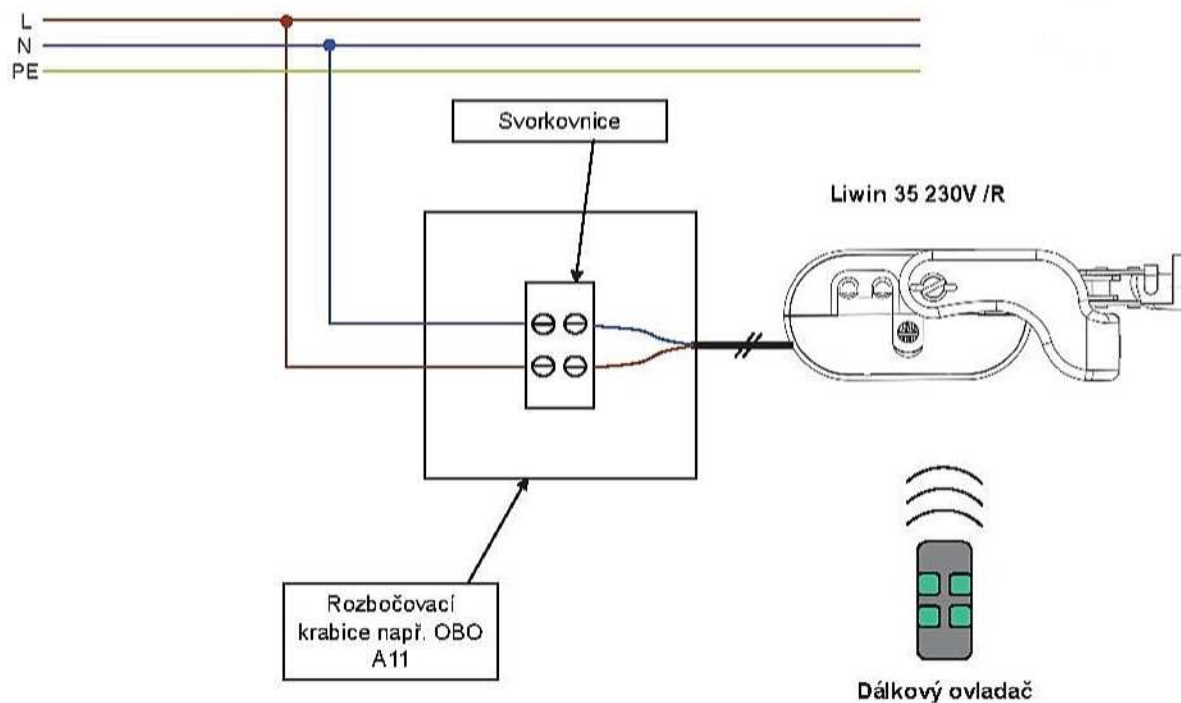 L
N
PE
Svorkovnice
Liwin 35 230V /R
Rozbočovací
krabice např. OBO
A11
Dálkový ovladač